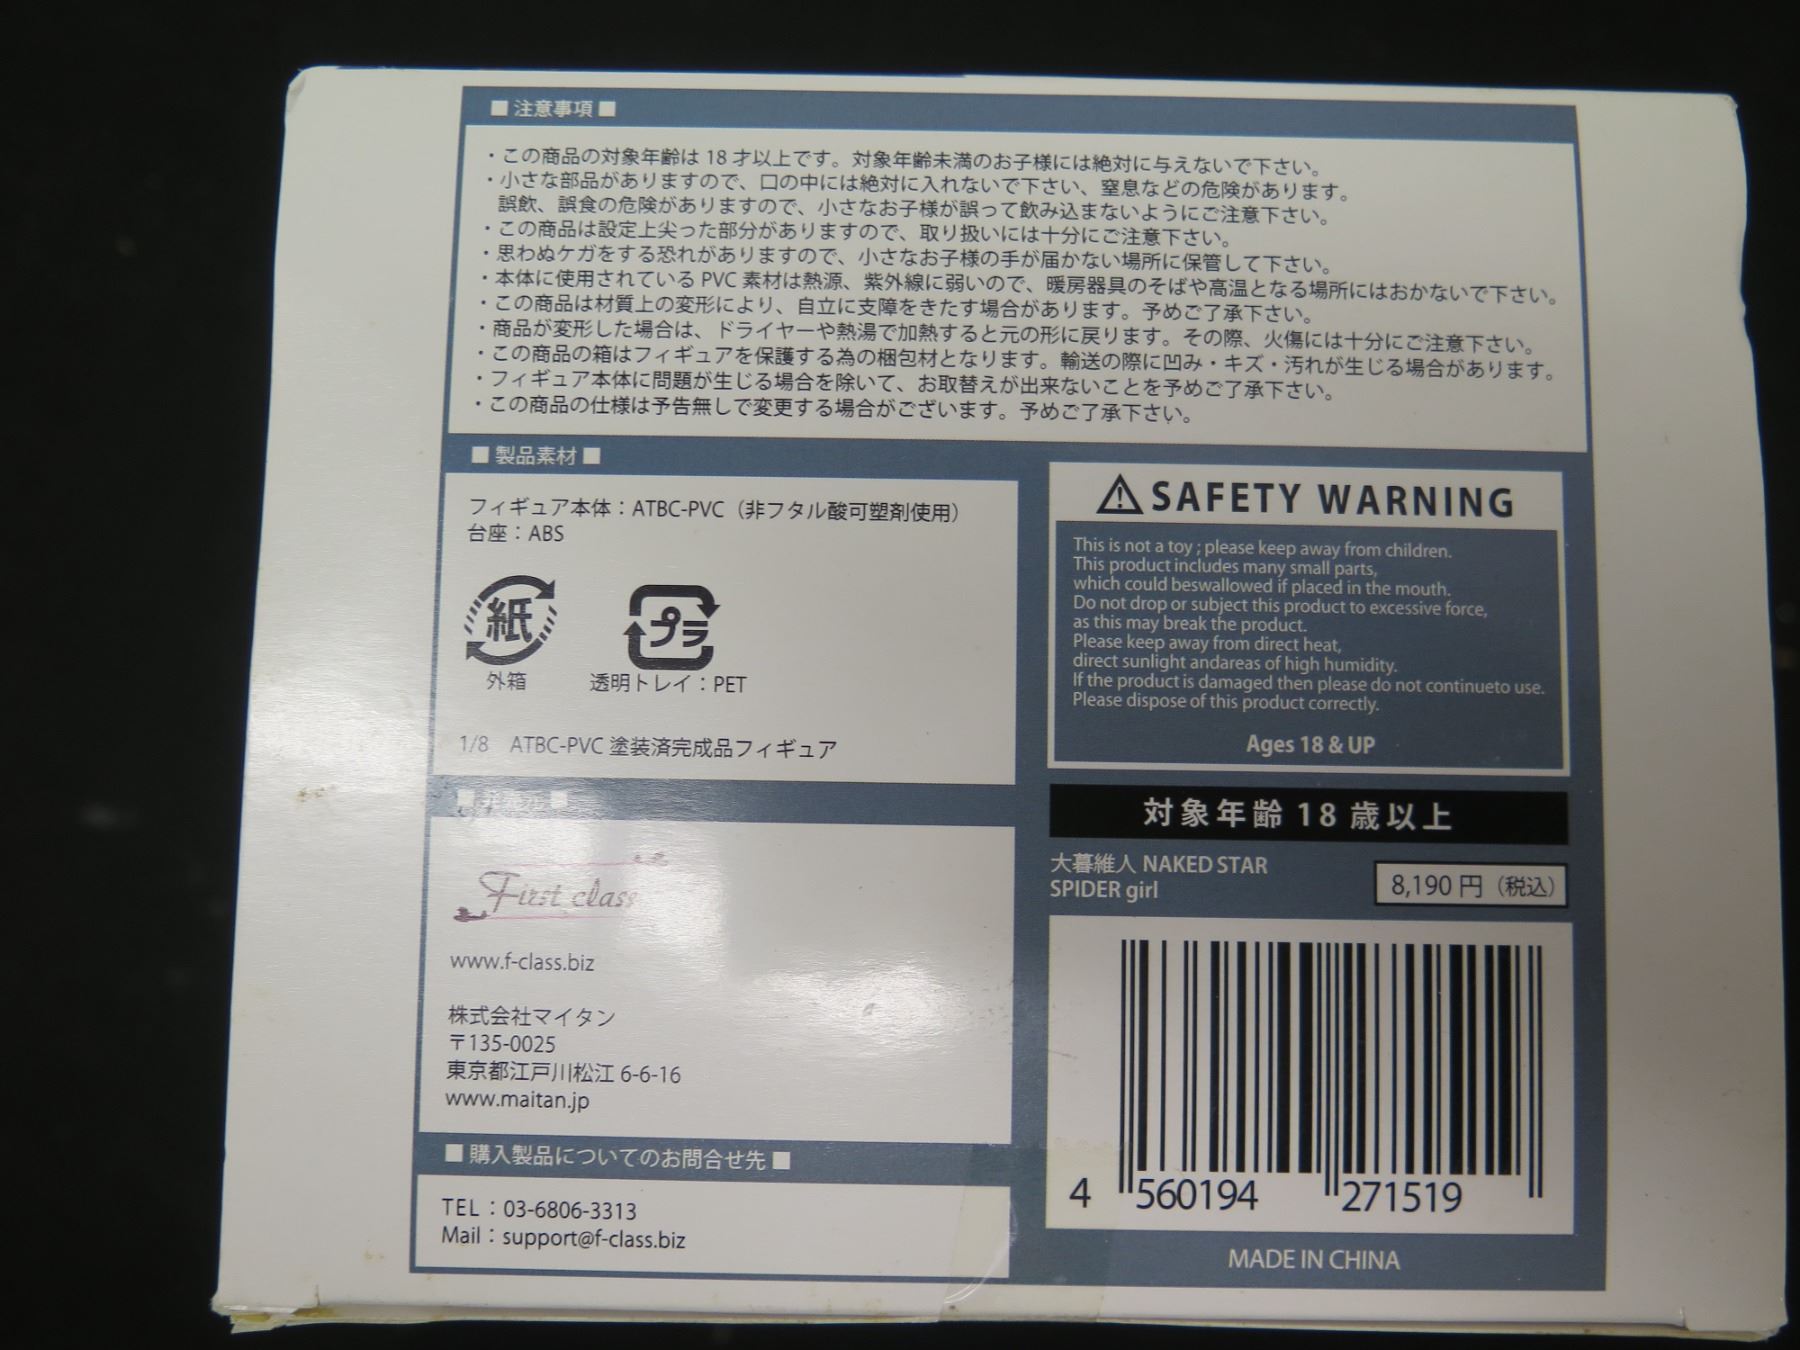 ■ 注意事項 ■
・この商品の対象年齢は 18 才以上です。対象年齢未満のお子様には絶対に与えないで下さい。
・小さな部品がありますので、口の中には絶対に入れないで下さい、窒息などの危険があります。
誤飲、誤食の危険がありますので、小さなお子様が誤って飲み込まないようにご注意下さい。
・この商品は設定上尖った部分がありますので、取り扱いには十分にご注意下さい。
・思わぬケガをする恐れがありますので、小さなお子様の手が届かない場所に保管して下さい。
・本体に使用されている PVC 素材は熱源、紫外線に弱いので、暖房器具のそばや高温となる場所にはおかないで下さい。
・この商品は材質上の変形により、自立に支障をきたす場合があります。予めご了承下さい。
・商品が変形した場合は、ドライヤーや熱湯で加熱すると元の形に戻ります。その際、火傷には十分にご注意下さい。
・この商品の箱はフィギュアを保護する為の梱包材となります。輸送の際に凹み・キズ・汚れが生じる場合があります。
・フィギュア本体に問題が生じる場合を除いて、お取替えが出来ないことを予めご了承下さい。
・この商品の仕様は予告無しで変更する場合がございます。予めご了承下さい。
■ 製品素材 ■
フィギュア本体：ATBC-PVC（非フタル酸可塑剤使用）
台座：ABS
紙
外箱
プラ
透明トレイ：PET
1/8 ATBC-PVC 塗装済完成品フィギュア
First class
www.f-class.biz
株式会社マイタン
〒135-0025
東京都江戸川松江 6-6-16
www.maitan.jp
■ 購入製品についてのお問合せ先 ■
TEL：03-6806-3313
Mail：support@f-class.biz
SAFETY WARNING
This is not a toy ; please keep away from children.
This product includes many small parts,
which could beswallowed if placed in the mouth.
Do not drop or subject this product to excessive force,
as this may break the product.
Please keep away from direct heat,
direct sunlight andareas of high humidity.
If the product is damaged then please do not continueto use.
Please dispose of this product correctly.
Ages 18 & UP
対象年齢 18 歳以上
大暮維人 NAKED STAR
SPIDER girl
8,190 円（税込）
4 560194 271519
MADE IN CHINA